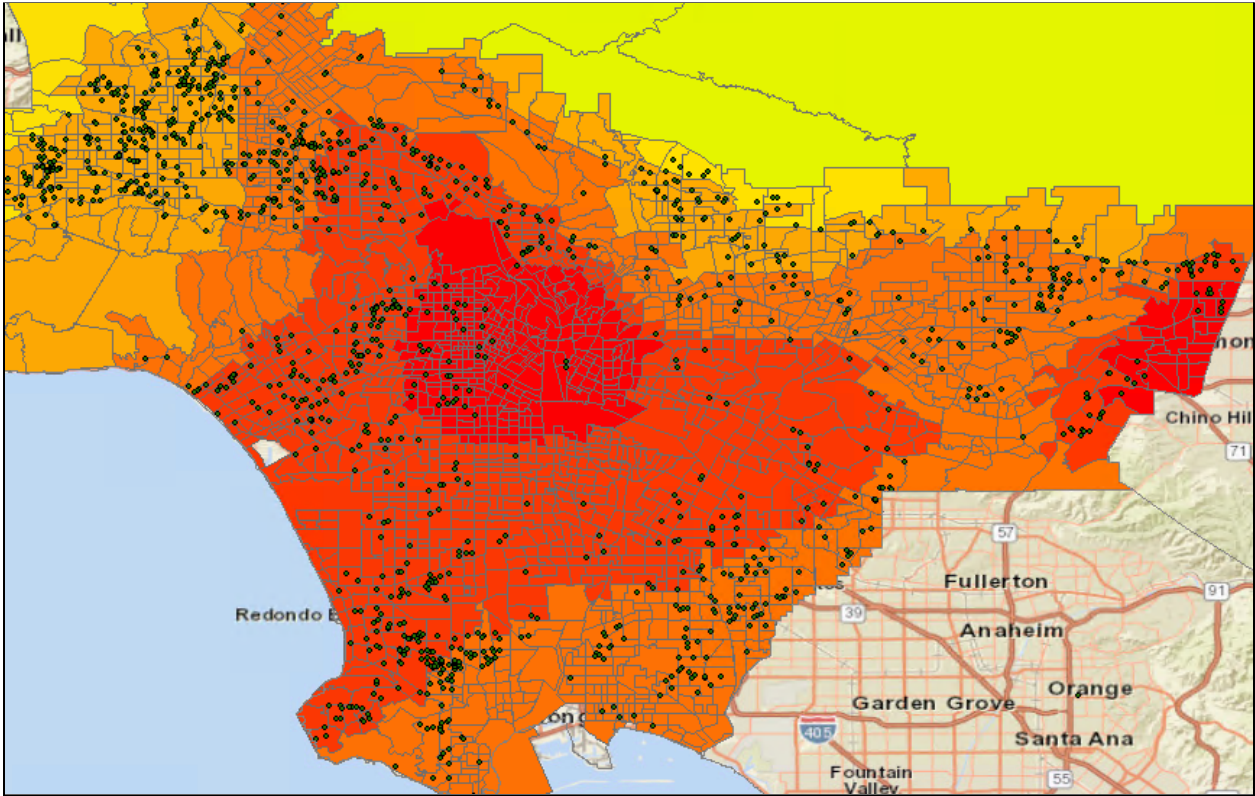 Chino Hil
71
57
Fullerton
91
39
Anaheim
Redondo
Orange
Garden Grove
405
Santa Ana
Fountain
Valley
55